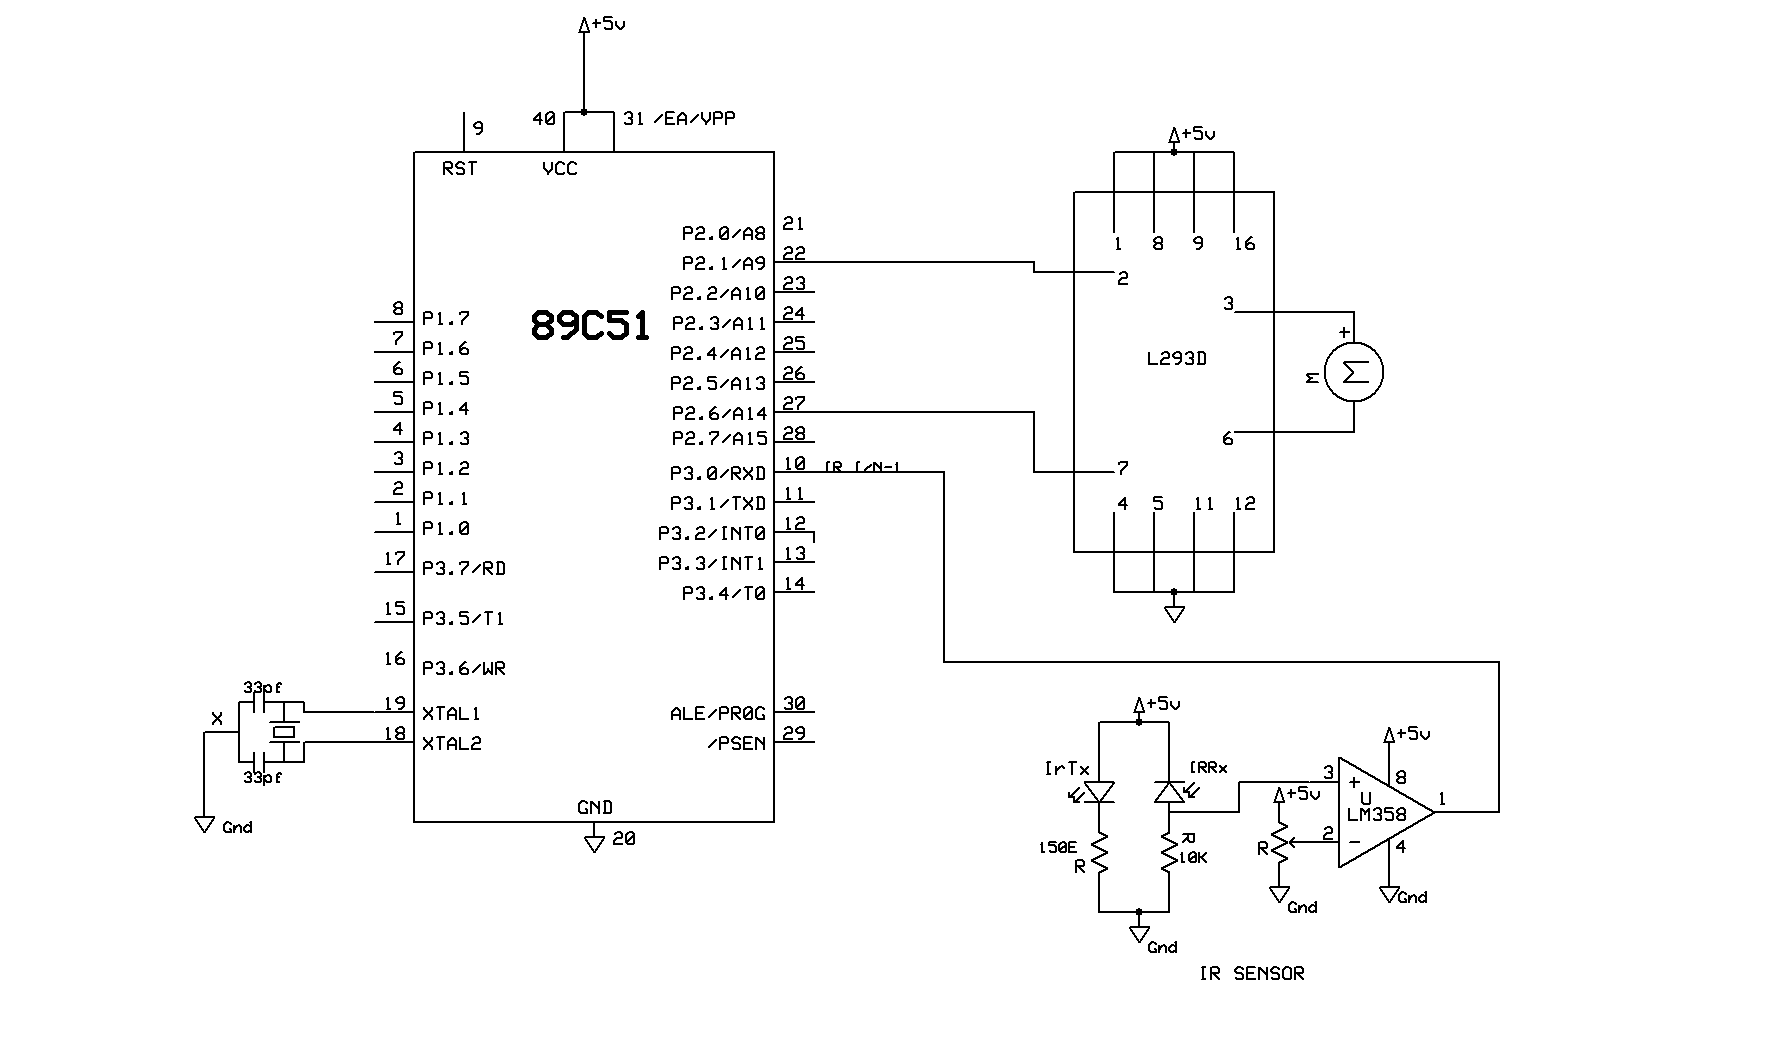 +5v
9
40
31 /EA/VPP
RST
VCC
89C51
P2.0/A8 21
P2.1/A9 22
P2.2/A10 23
P2.3/A11 24
P2.4/A12 25
P2.5/A13 26
P2.6/A14 27
P2.7/A15 28
P3.0/RXD 10
P3.1/TXD 11
P3.2/INT0 12
P3.3/INT1 13
P3.4/T0 14
ALE/PR0G 30
/PSEN 29
8 P1.7
7 P1.6
6 P1.5
5 P1.4
4 P1.3
3 P1.2
2 P1.1
1 P1.0
17 P3.7/RD
15 P3.5/T1
16 P3.6/WR
19 XTAL1
18 XTAL2
33pf
X
33pf
Gnd
GND
20
+5v
1 8 9 16
2
3
+
L293D
M
6
7
4 5 11 12
+5v
IrTx
IRRx
150E
R
R
10K
Gnd
+5v
R
Gnd
+5v
3
+
8
U
LM358
1
2
-
4
Gnd
IR SENSOR